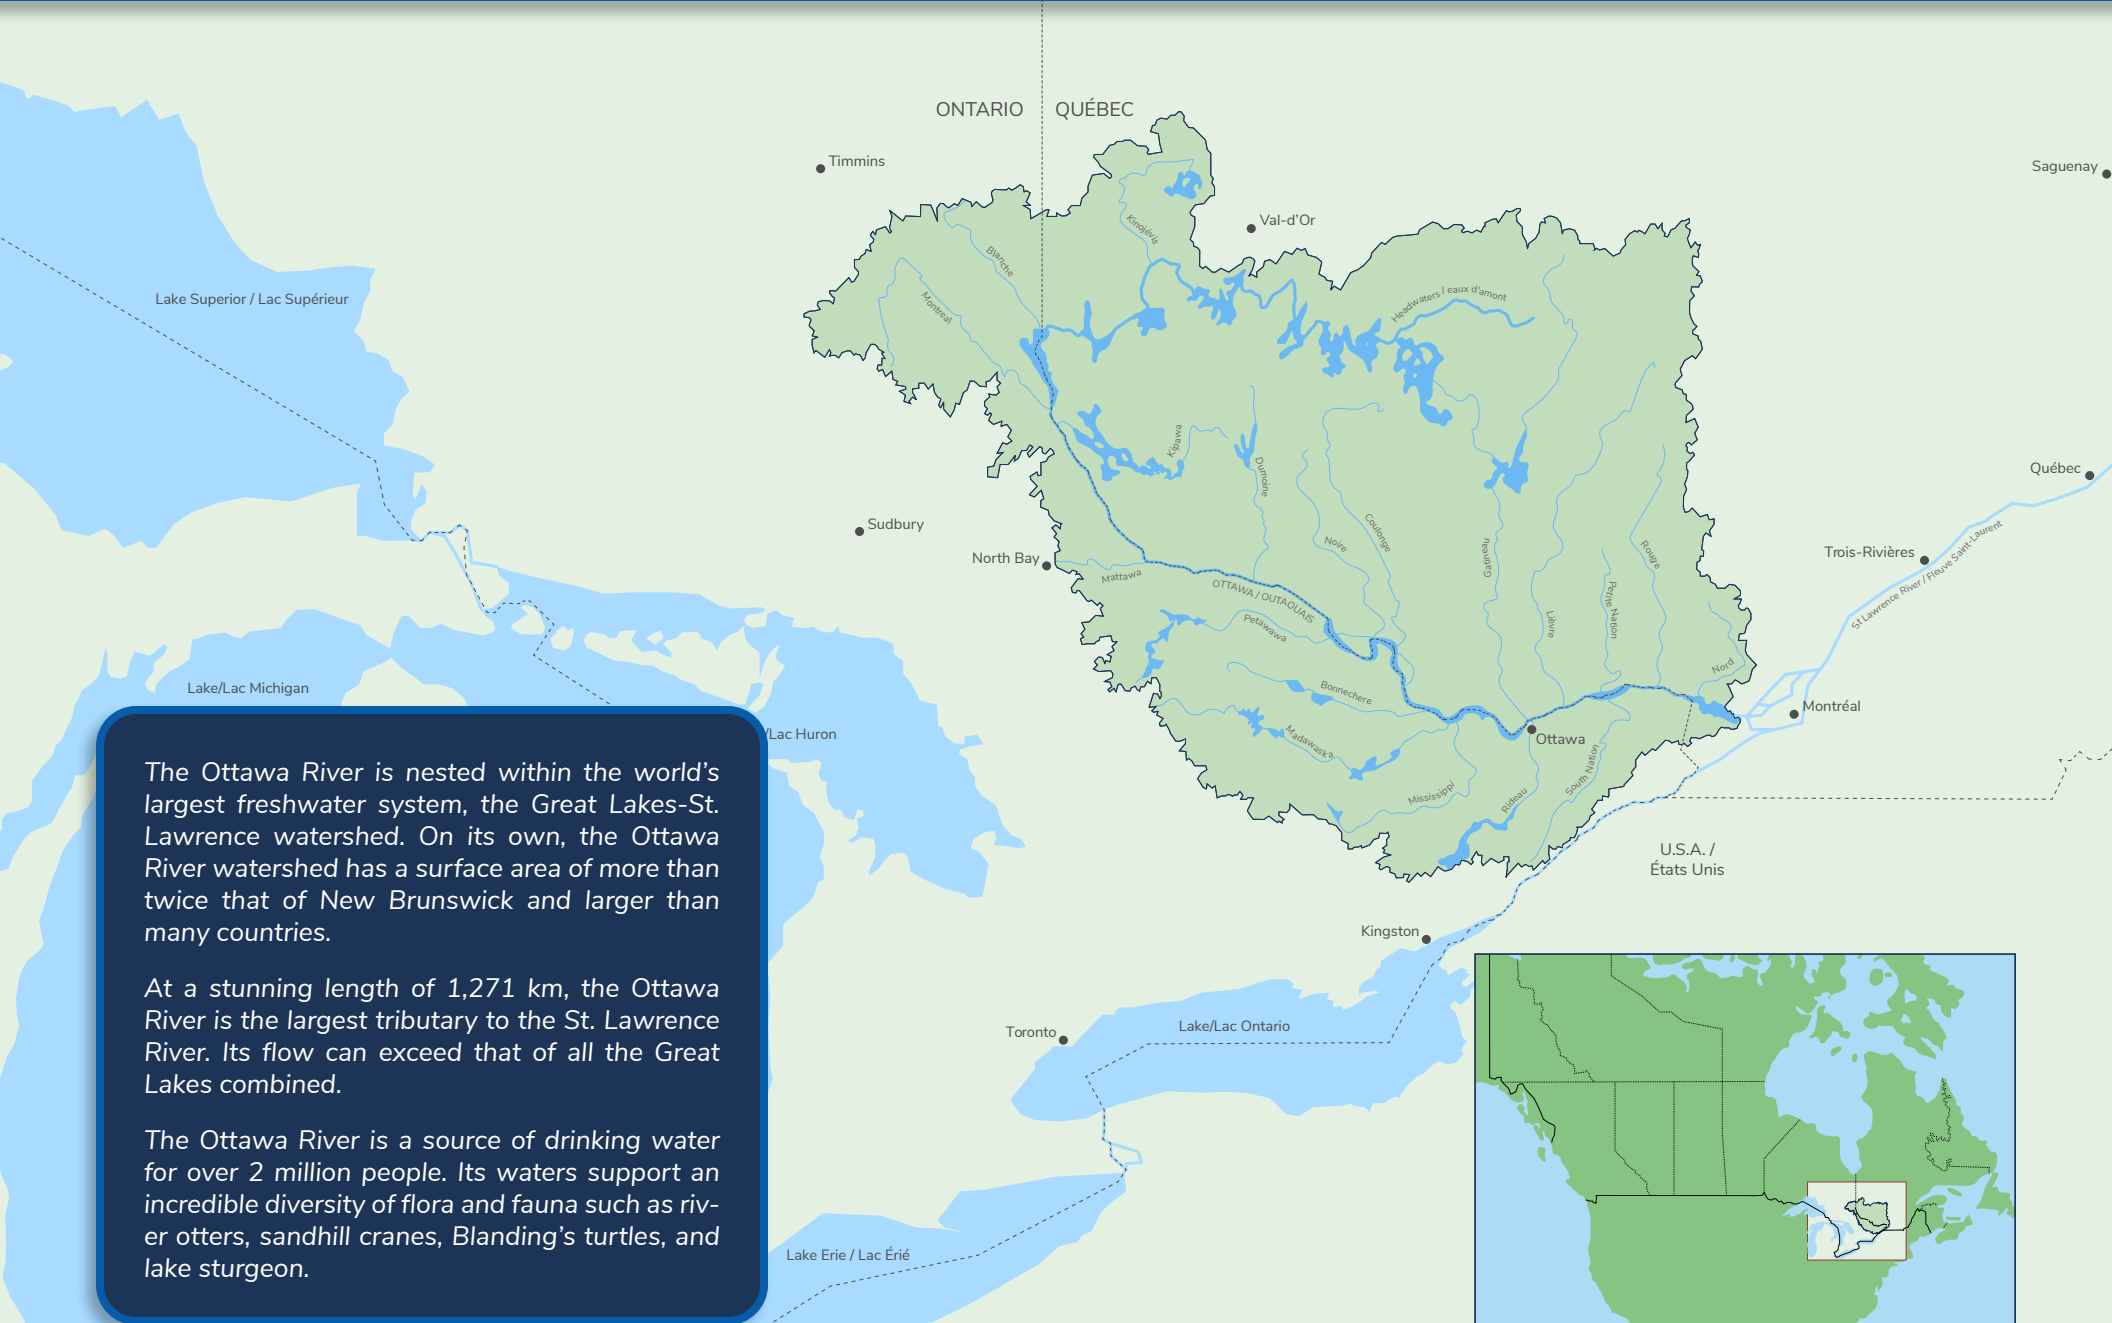 ONTARIO
QUÉBEC
Timmins
Saguenay
Val-d'Or
Kinojévis
Blanche
Montreal
Headwaters | eaux d'amont
Lake Superior / Lac Supérieur
Kipawa
Dumoine
Québec
Sudbury
Coulonge
Noire
Gatineau
Rouge
St Lawrence River / Fleuve Saint-Laurent
Trois-Rivières
North Bay
Mattawa
OTTAWA / OUTAOUAIS
Petawawa
Lièvre
Petite Nation
Nord
Lake/Lac Michigan
Bonnechere
Montréal
/Lac Huron
Madawaska
Ottawa
South Nation
Mississippi
Rideau
U.S.A. /
États Unis
Kingston
Toronto
Lake/Lac Ontario
Lake Erie / Lac Érié
The Ottawa River is nested within the world's
largest freshwater system, the Great Lakes-St.
Lawrence watershed. On its own, the Ottawa
River watershed has a surface area of more than
twice that of New Brunswick and larger than
many countries.
At a stunning length of 1,271 km, the Ottawa
River is the largest tributary to the St. Lawrence
River. Its flow can exceed that of all the Great
Lakes combined.
The Ottawa River is a source of drinking water
for over 2 million people. Its waters support an
incredible diversity of flora and fauna such as riv-
er otters, sandhill cranes, Blanding's turtles, and
lake sturgeon.